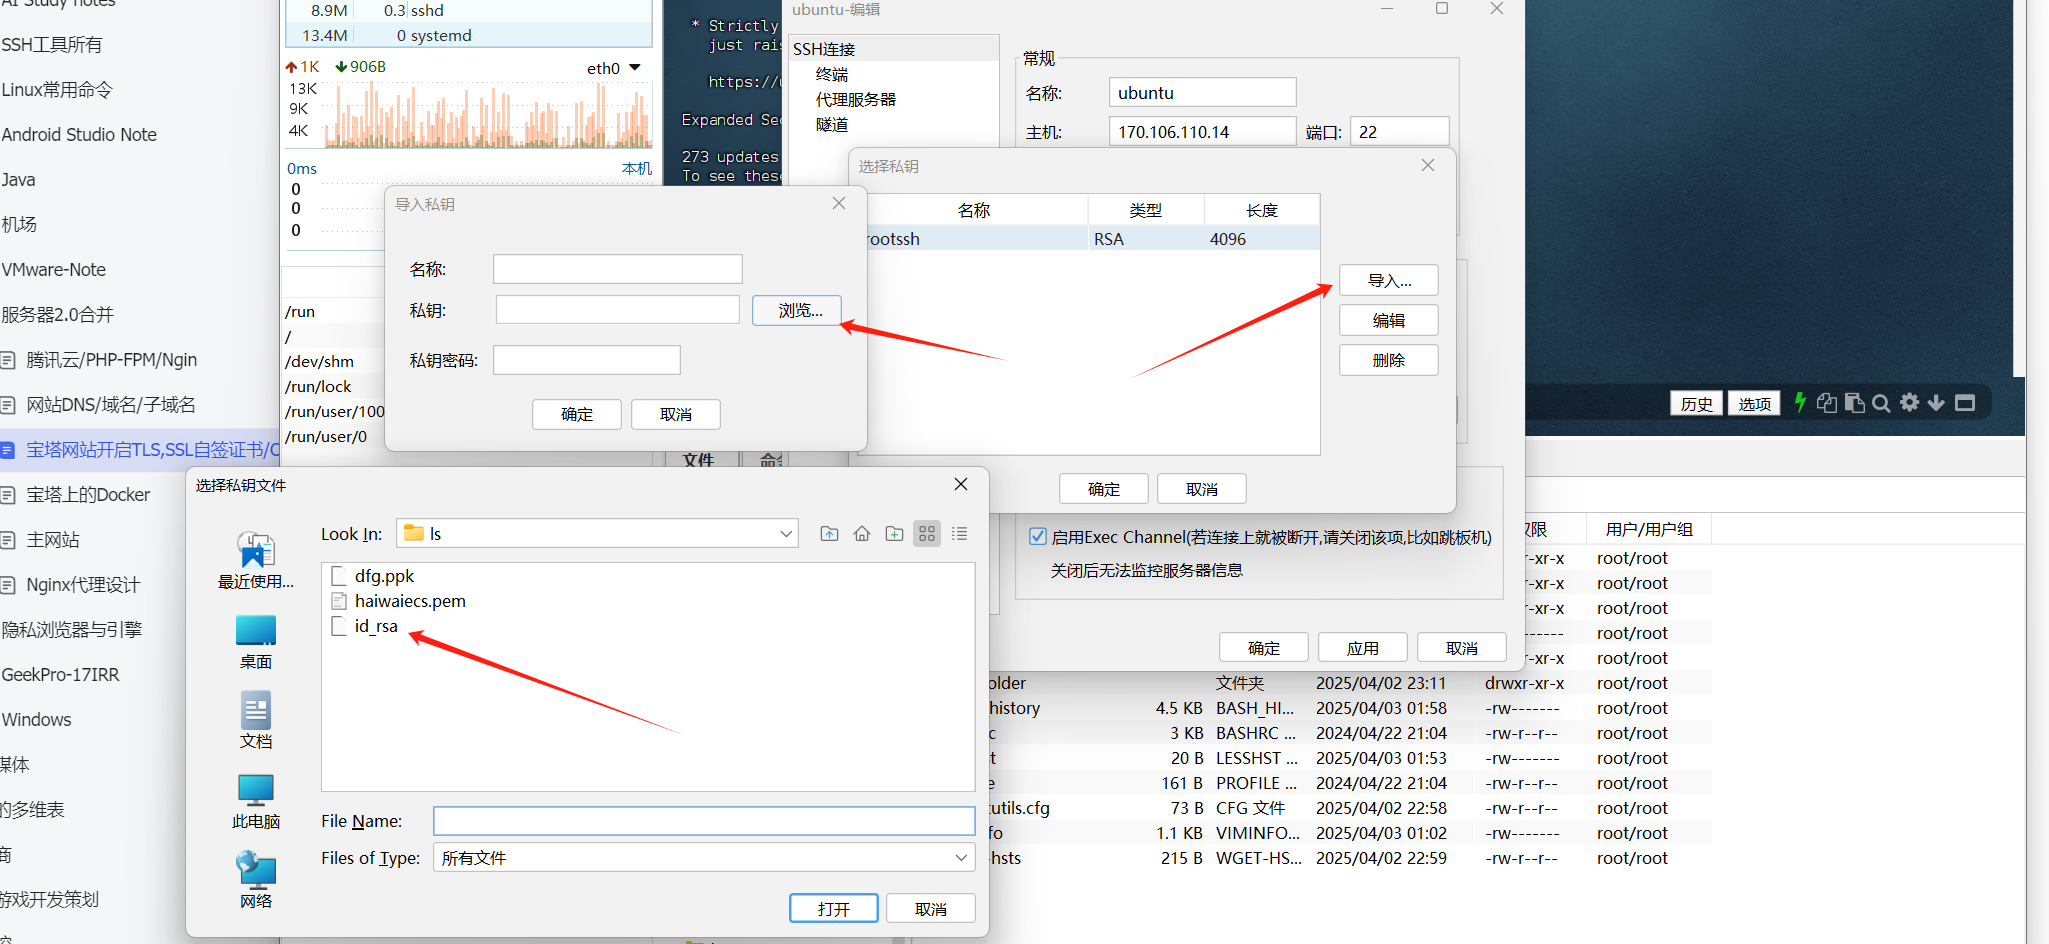 AI Study notes
SSH工具所有
Linux常用命令
Android Studio Note
Java
机场
VMware-Note
服务器2.0合并
腾讯云/PHP-FPM/Ngin
网站DNS/域名/子域名
宝塔网站开启TLS,SSL自签证书/C
宝塔上的Docker
主网站
Nginx代理设计
隐私浏览器与引擎
GeekPro-17IRR
Windows
媒体
的多维表
商
游戏开发策划
8.9M 0.3 sshd
13.4M 0 systemd
1K 906B eth0
13K
9K
4K
0ms 本机
0
0
0
/run
/
/dev/shm
/run/lock
/run/user/100
/run/user/0
* Strictly
just rais
https://u
Expanded Sec
273 updates
To see these
文件 命令
ubuntu-编辑
SSH连接
终端
代理服务器
隧道
常规
名称: ubuntu
主机: 170.106.110.14 端口: 22
选择私钥
名称 类型 长度
rootssh RSA 4096
导入...
编辑
删除
确定 取消
启用Exec Channel(若连接上就被断开,请关闭该项,比如跳板机)
关闭后无法监控服务器信息
确定 应用 取消
导入私钥
名称:
私钥: 浏览...
私钥密码:
确定 取消
选择私钥文件
Look In: ls
最近使用...
桌面
文档
此电脑
网络
dfg.ppk
haiwaiecs.pem
id_rsa
File Name:
Files of Type: 所有文件
打开 取消
历史 选项
权限 用户/用户组
r-xr-x root/root
r-xr-x root/root
r-xr-x root/root
------ root/root
r-xr-x root/root
older 文件夹 2025/04/02 23:11 drwxr-xr-x root/root
history 4.5 KB BASH_HI... 2025/04/03 01:58 -rw------- root/root
c 3 KB BASHRC ... 2024/04/22 21:04 -rw-r--r-- root/root
t 20 B LESSHST ... 2025/04/03 01:53 -rw------- root/root
e 161 B PROFILE ... 2024/04/22 21:04 -rw-r--r-- root/root
utils.cfg 73 B CFG 文件 2025/04/02 22:58 -rw-r--r-- root/root
fo 1.1 KB VIMINFO... 2025/04/03 01:02 -rw------- root/root
-hsts 215 B WGET-HS... 2025/04/02 22:59 -rw-r--r-- root/root